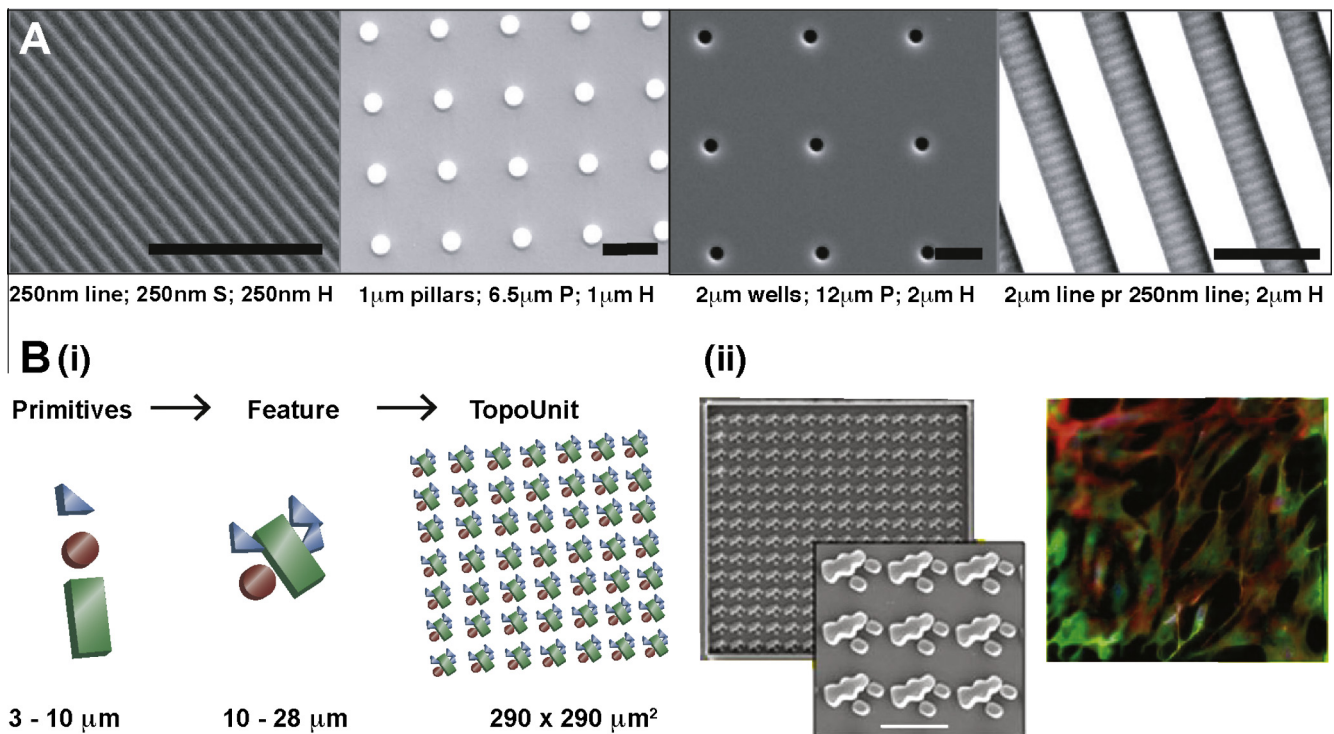 A
250nm line; 250nm S; 250nm H
1μm pillars; 6.5μm P; 1μm H
2μm wells; 12μm P; 2μm H
2μm line pr 250nm line; 2μm H
B (i)
(ii)
Primitives → Feature → TopoUnit
3 - 10 μm
10 - 28 μm
290 x 290 μm²